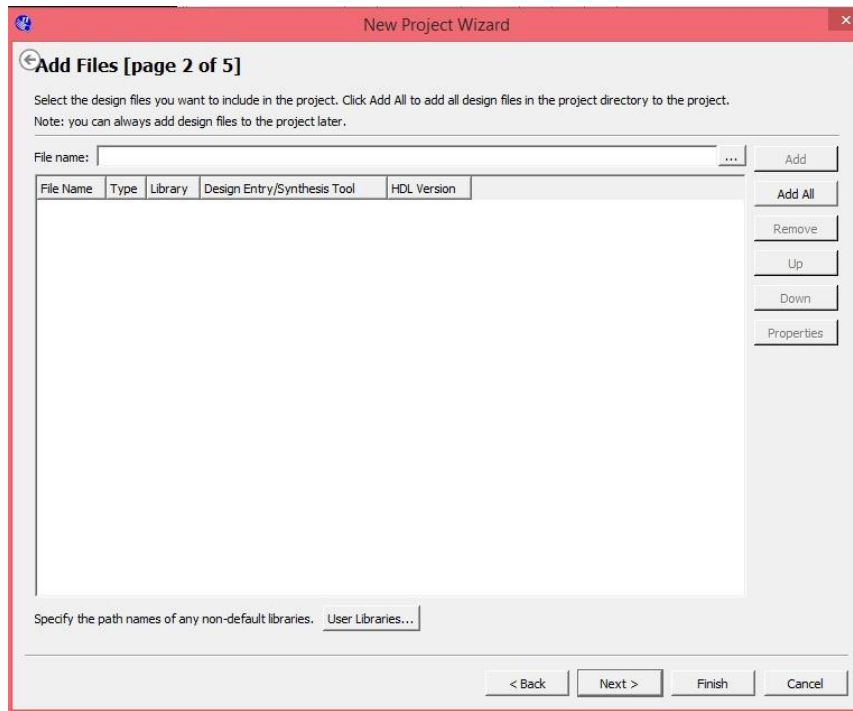 New Project Wizard
Add Files [page 2 of 5]
Select the design files you want to include in the project. Click Add All to add all design files in the project directory to the project.
Note: you can always add design files to the project later.
File name: ... Add
File Name Type Library Design Entry/Synthesis Tool HDL Version
Add All
Remove
Up
Down
Properties
Specify the path names of any non-default libraries. User Libraries...
< Back Next > Finish Cancel